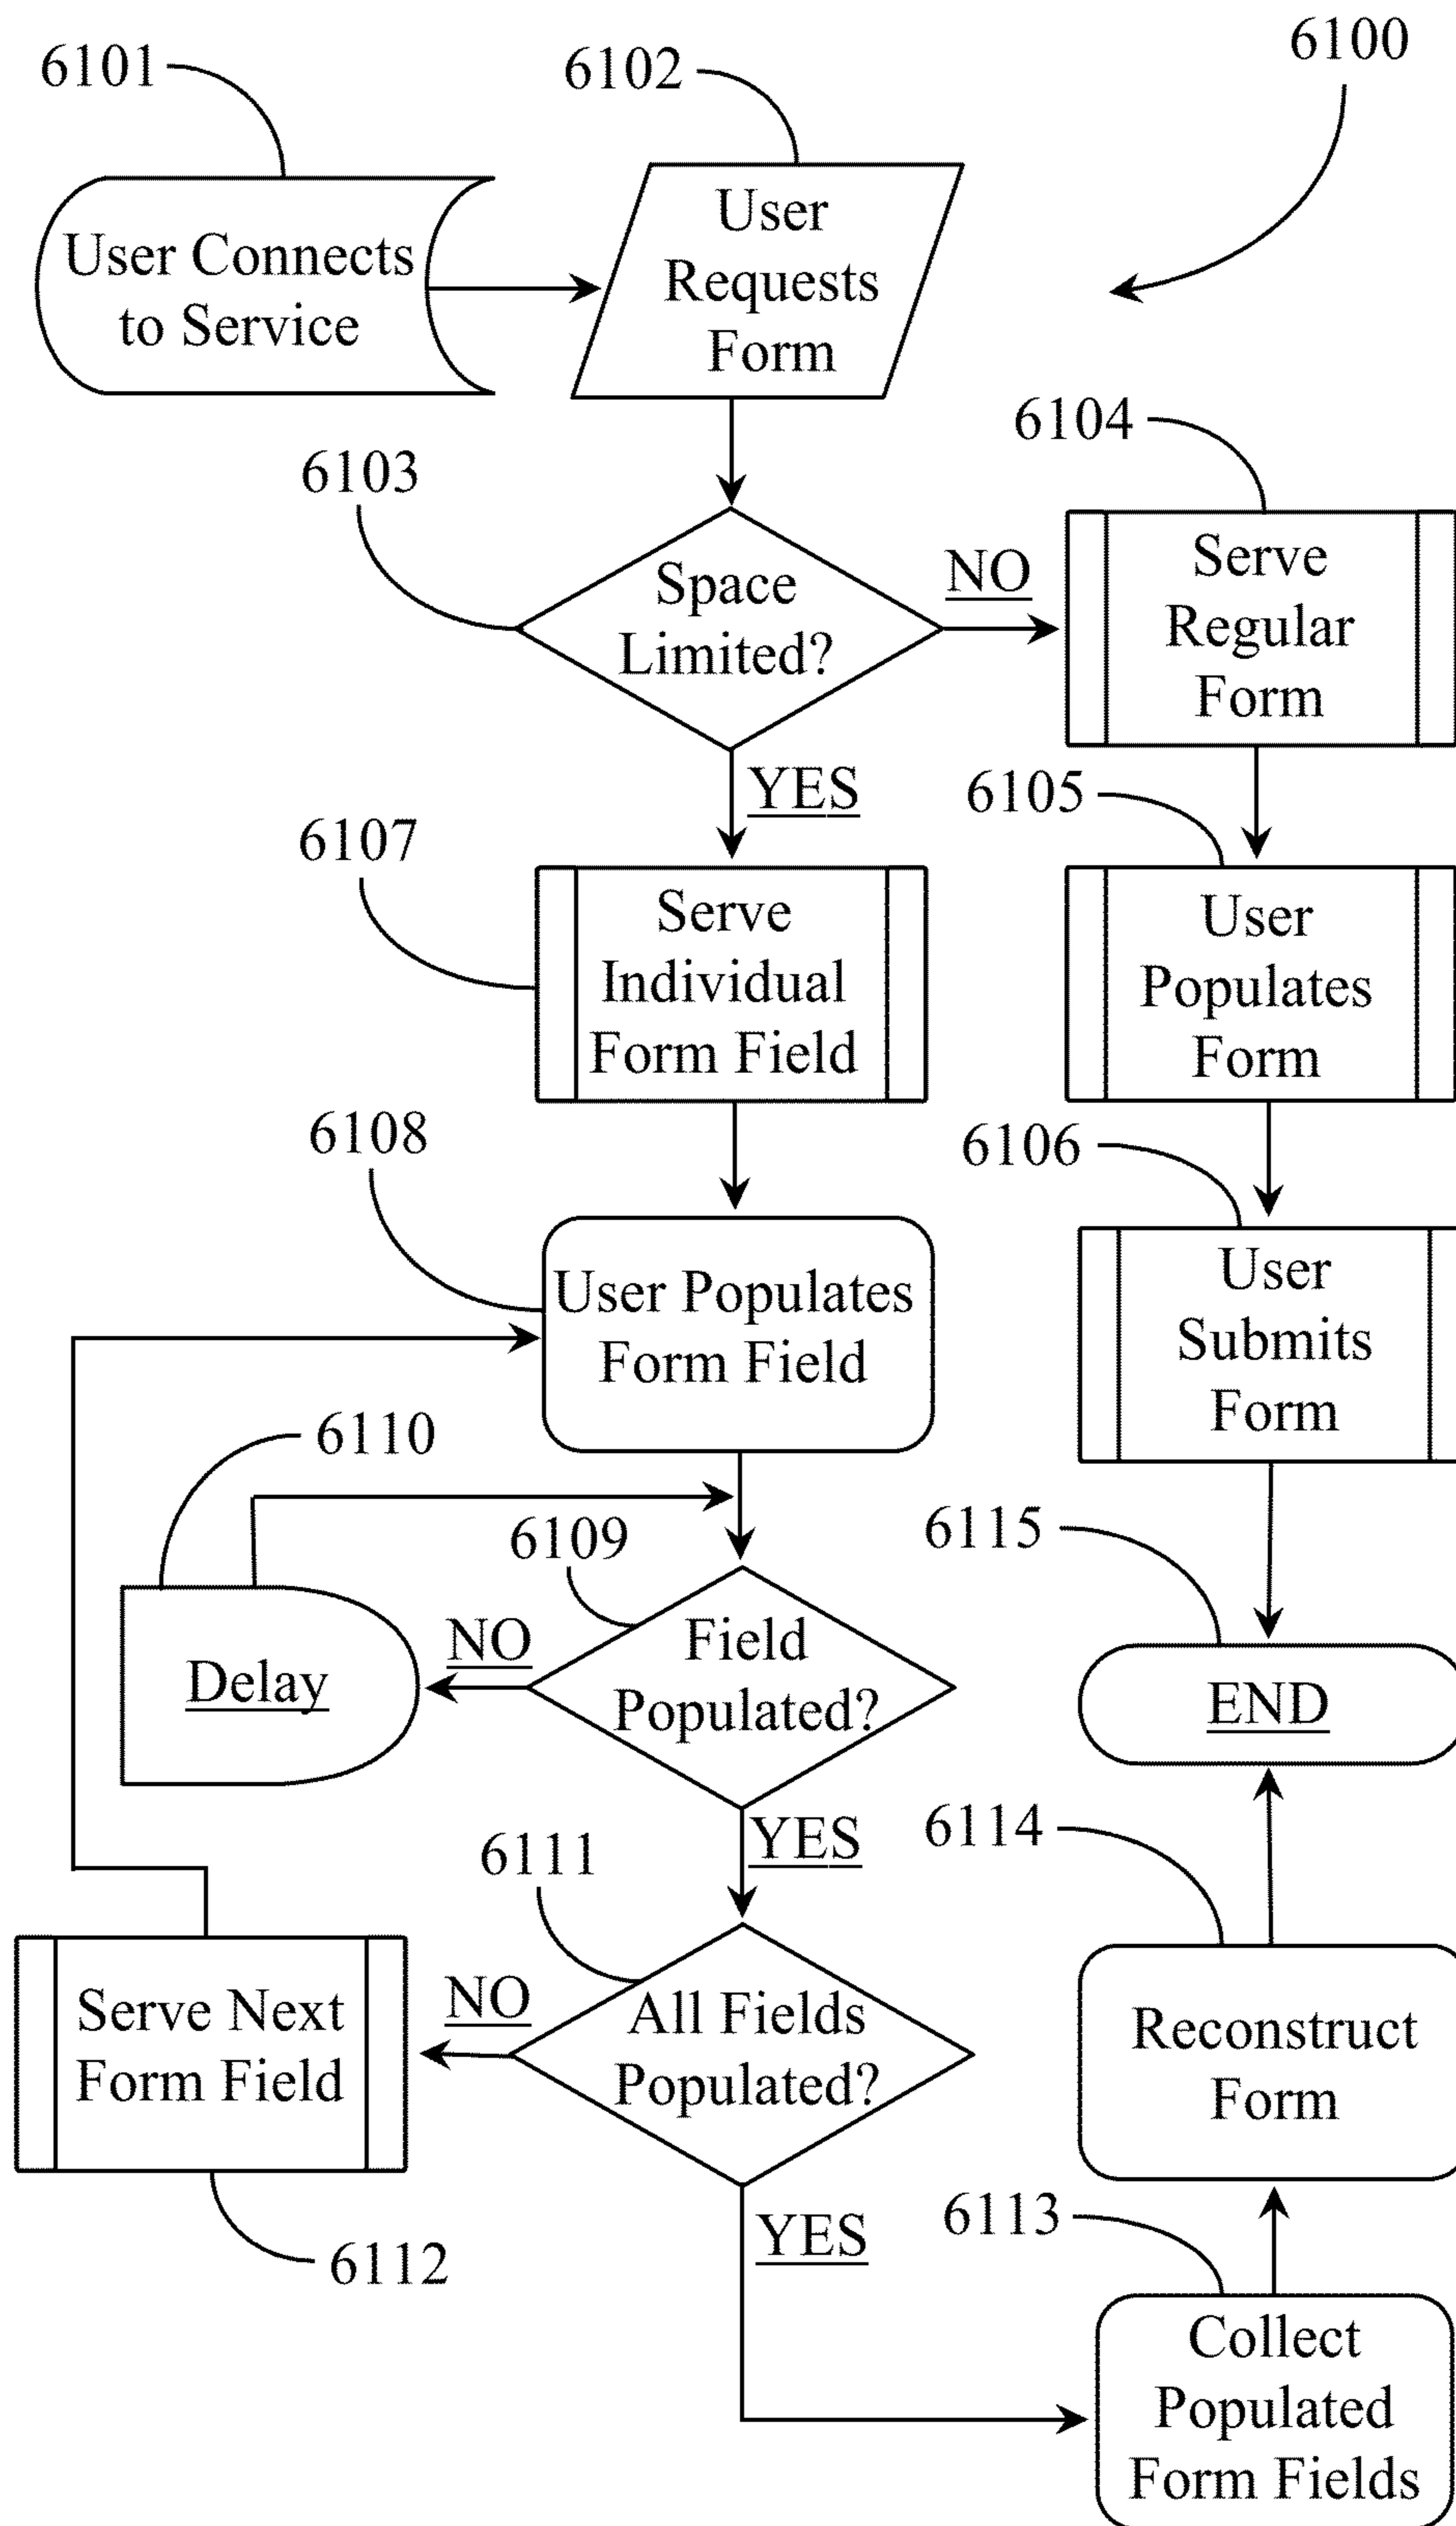 6101
6102
6100
User Connects
to Service
User
Requests
Form
6103
6104
Space
Limited?
NO
Serve
Regular
Form
YES
6105
6107
Serve
Individual
Form Field
User
Populates
Form
6108
6106
User Populates
Form Field
User
Submits
Form
6110
6109
6115
Delay
NO
Field
Populated?
END
YES
6114
6111
Serve Next
Form Field
NO
All Fields
Populated?
Reconstruct
Form
6112
YES
6113
Collect
Populated
Form Fields